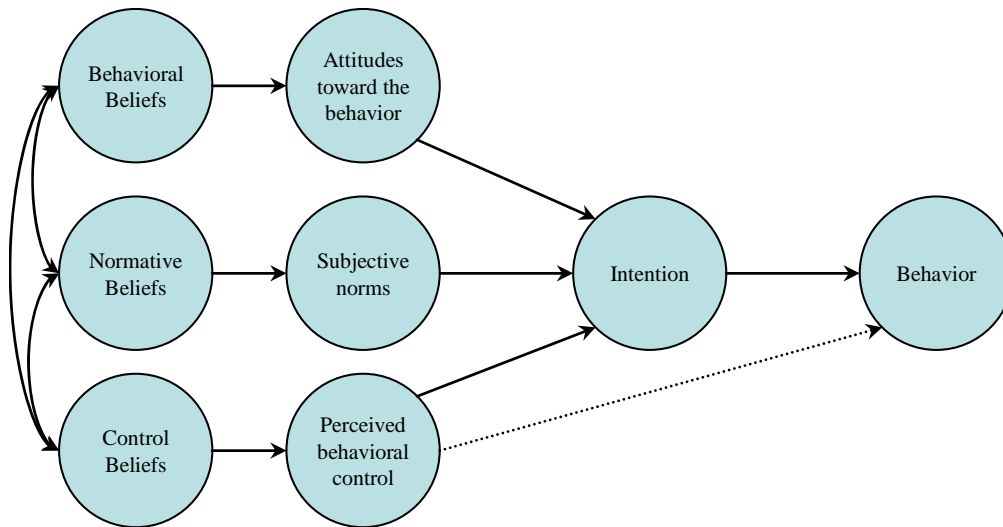 Behavioral
Beliefs
Attitudes
toward the
behavior
Normative
Beliefs
Subjective
norms
Intention
Behavior
Control
Beliefs
Perceived
behavioral
control